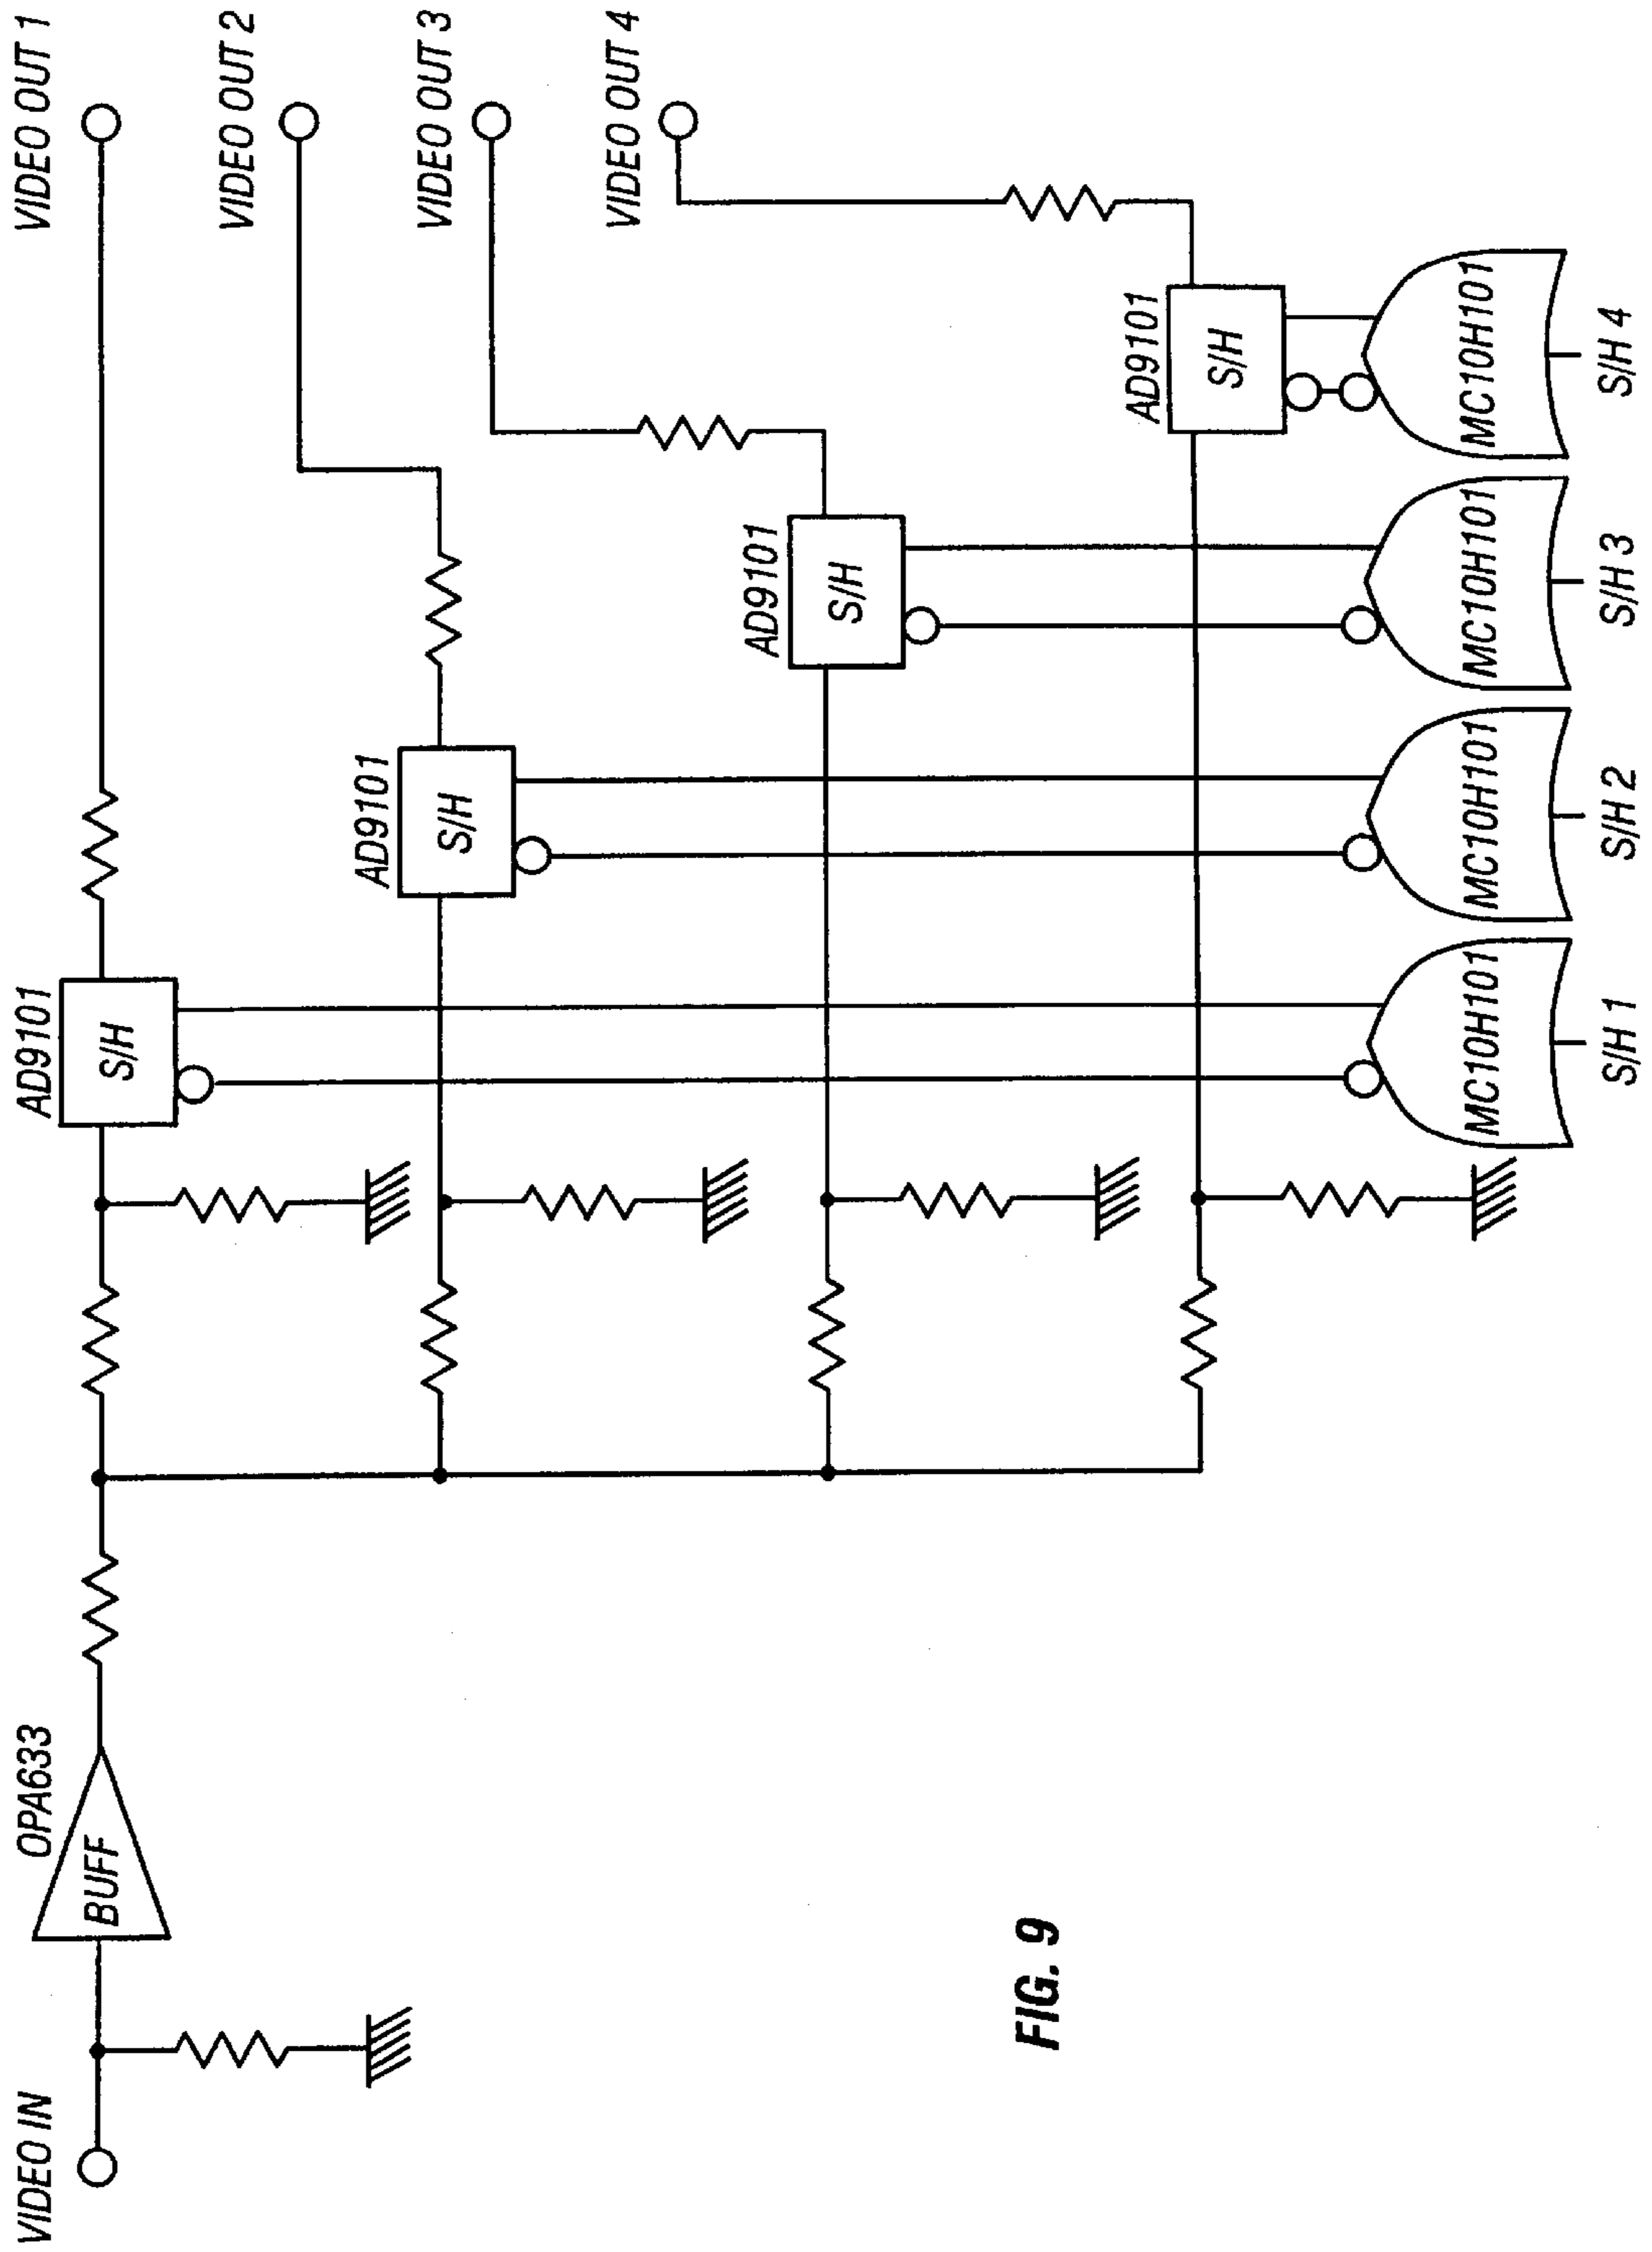 VIDEO IN
OPA633
BUFF
AD9101
S/H
VIDEO OUT 1
AD9101
S/H
VIDEO OUT 2
AD9101
S/H
VIDEO OUT 3
AD9101
S/H
VIDEO OUT 4
MC10H101
MC10H101
MC10H101
MC10H101
S/H 1
S/H 2
S/H 3
S/H 4
FIG. 9